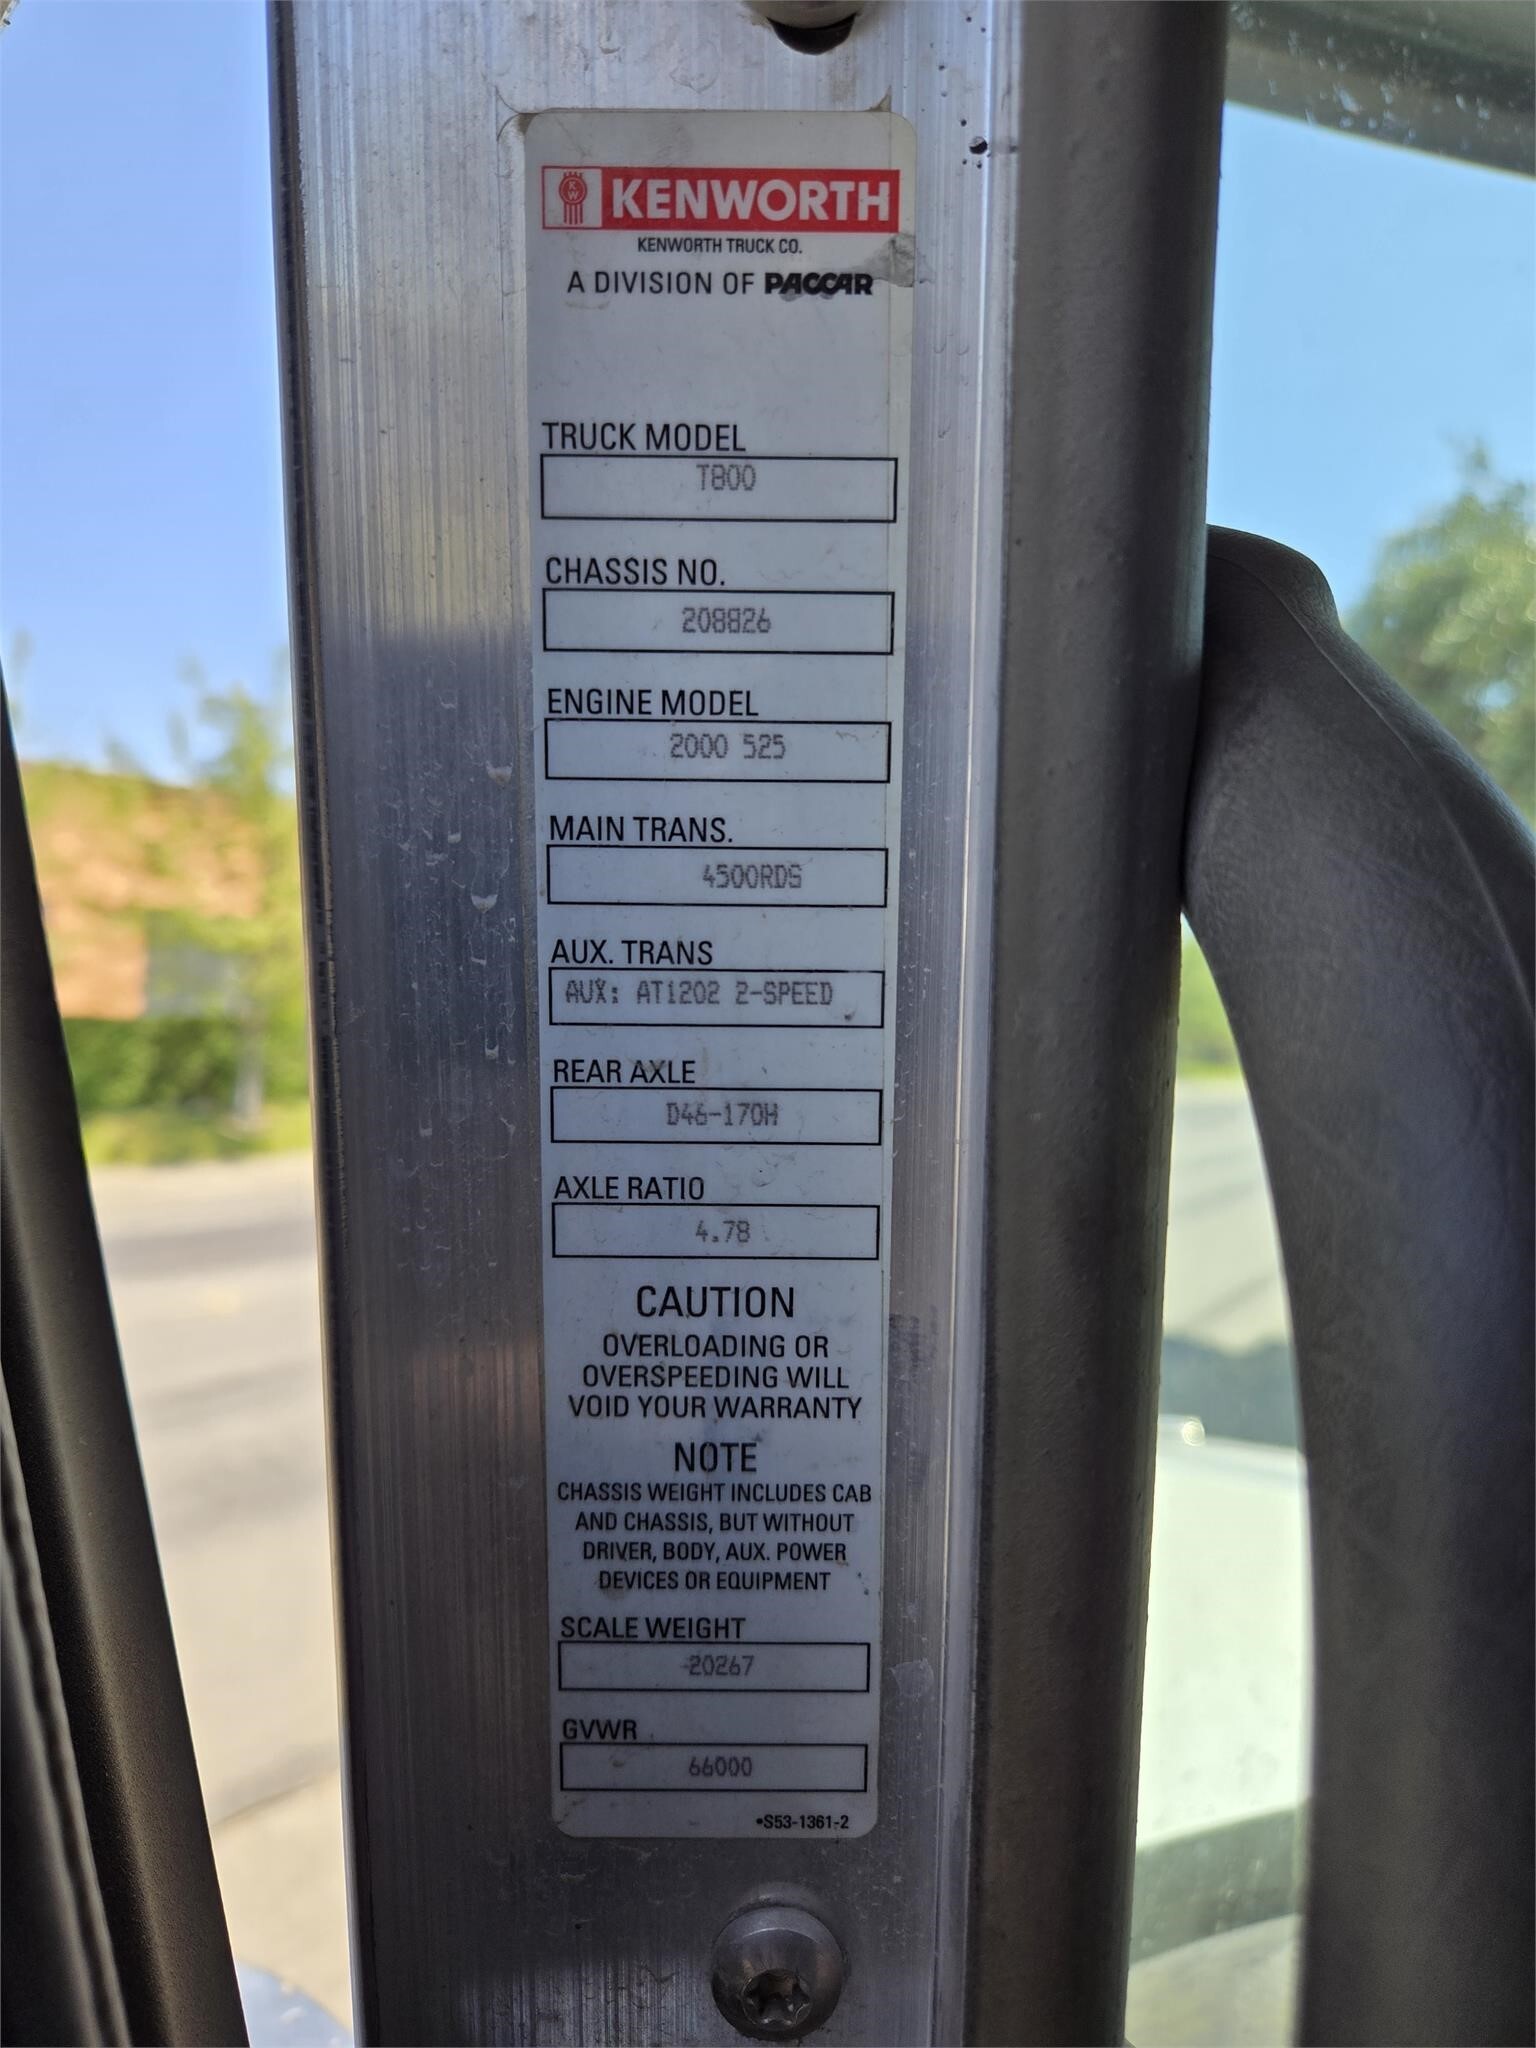 KW KENWORTH
KENWORTH TRUCK CO.
A DIVISION OF PACCAR
TRUCK MODEL
T800
CHASSIS NO.
208826
ENGINE MODEL
2000 525
MAIN TRANS.
4500RDS
AUX. TRANS
AUX: AT1202 2-SPEED
REAR AXLE
D46-170H
AXLE RATIO
4.78
CAUTION
OVERLOADING OR
OVERSPEEDING WILL
VOID YOUR WARRANTY
NOTE
CHASSIS WEIGHT INCLUDES CAB
AND CHASSIS, BUT WITHOUT
DRIVER, BODY, AUX. POWER
DEVICES OR EQUIPMENT
SCALE WEIGHT
20267
GVWR
66000
•S53-1361-2